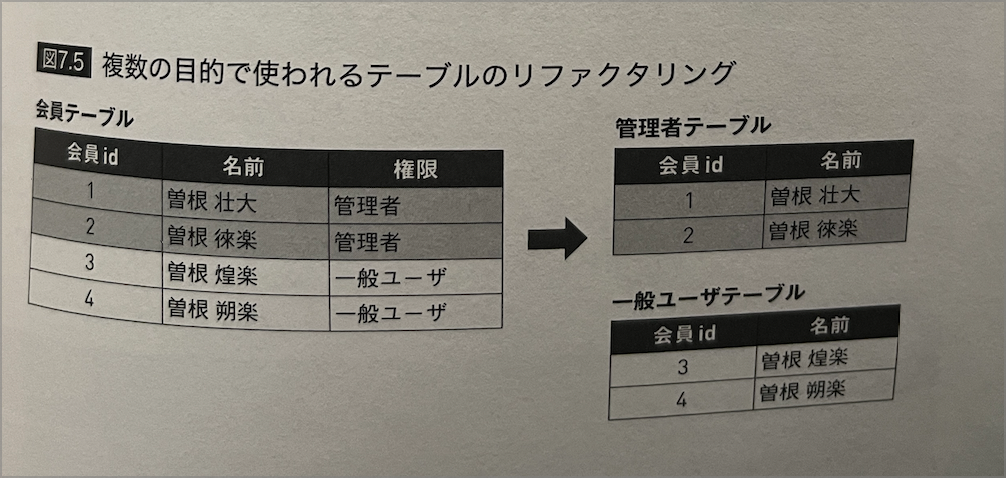 図7.5 複数の目的で使われるテーブルのリファクタリング
会員テーブル
会員id 名前 権限
1 曽根 壮大 管理者
2 曽根 徠楽 管理者
3 曽根 煌楽 一般ユーザ
4 曽根 朔楽 一般ユーザ
管理者テーブル
会員id 名前
1 曽根 壮大
2 曽根 徠楽
一般ユーザテーブル
会員id 名前
3 曽根 煌楽
4 曽根 朔楽